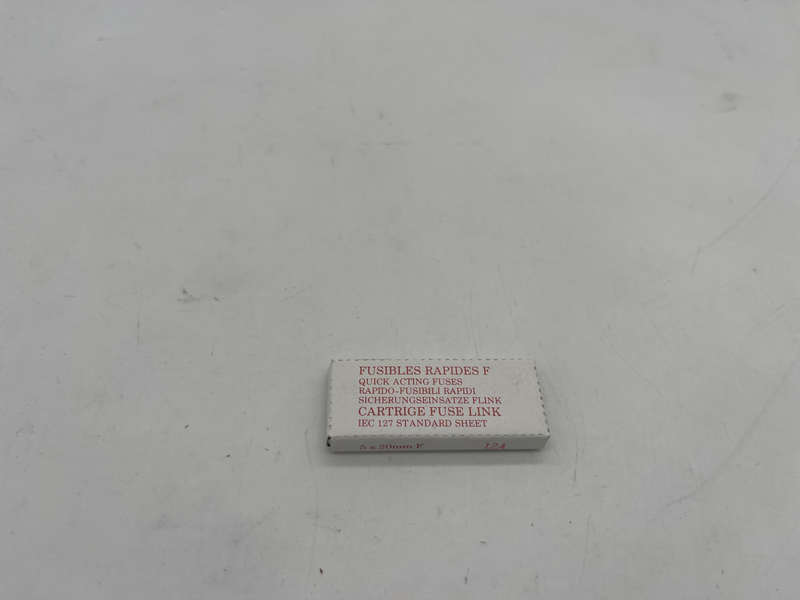 FUSIBLES RAPIDES F
QUICK ACTING FUSES
RAPIDO-FUSIBILI RAPIDI
SICHERUNGSEINSATZE FLINK
CARTRIGE FUSE LINK
IEC 127 STANDARD SHEET
5 x 20mm F 12A